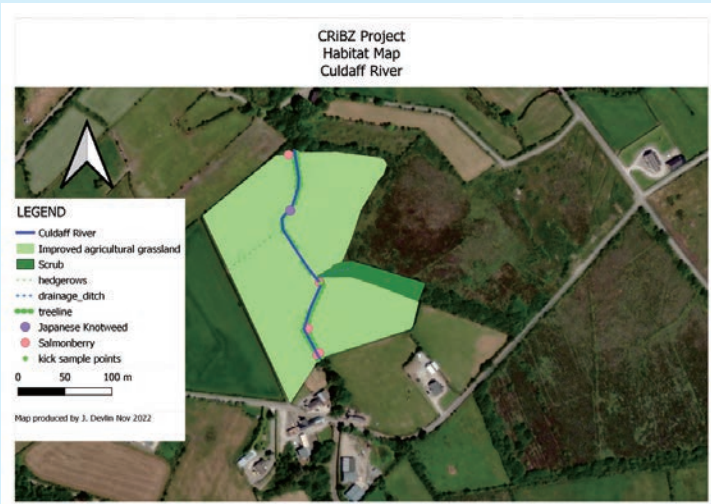 CRiBZ Project
Habitat Map
Culdaff River
LEGEND
Culdaff River
Improved agricultural grassland
Scrub
hedgerows
drainage_ditch
treeline
Japanese Knotweed
Salmonberry
kick sample points
0 50 100 m
Map produced by J. Devlin Nov 2022